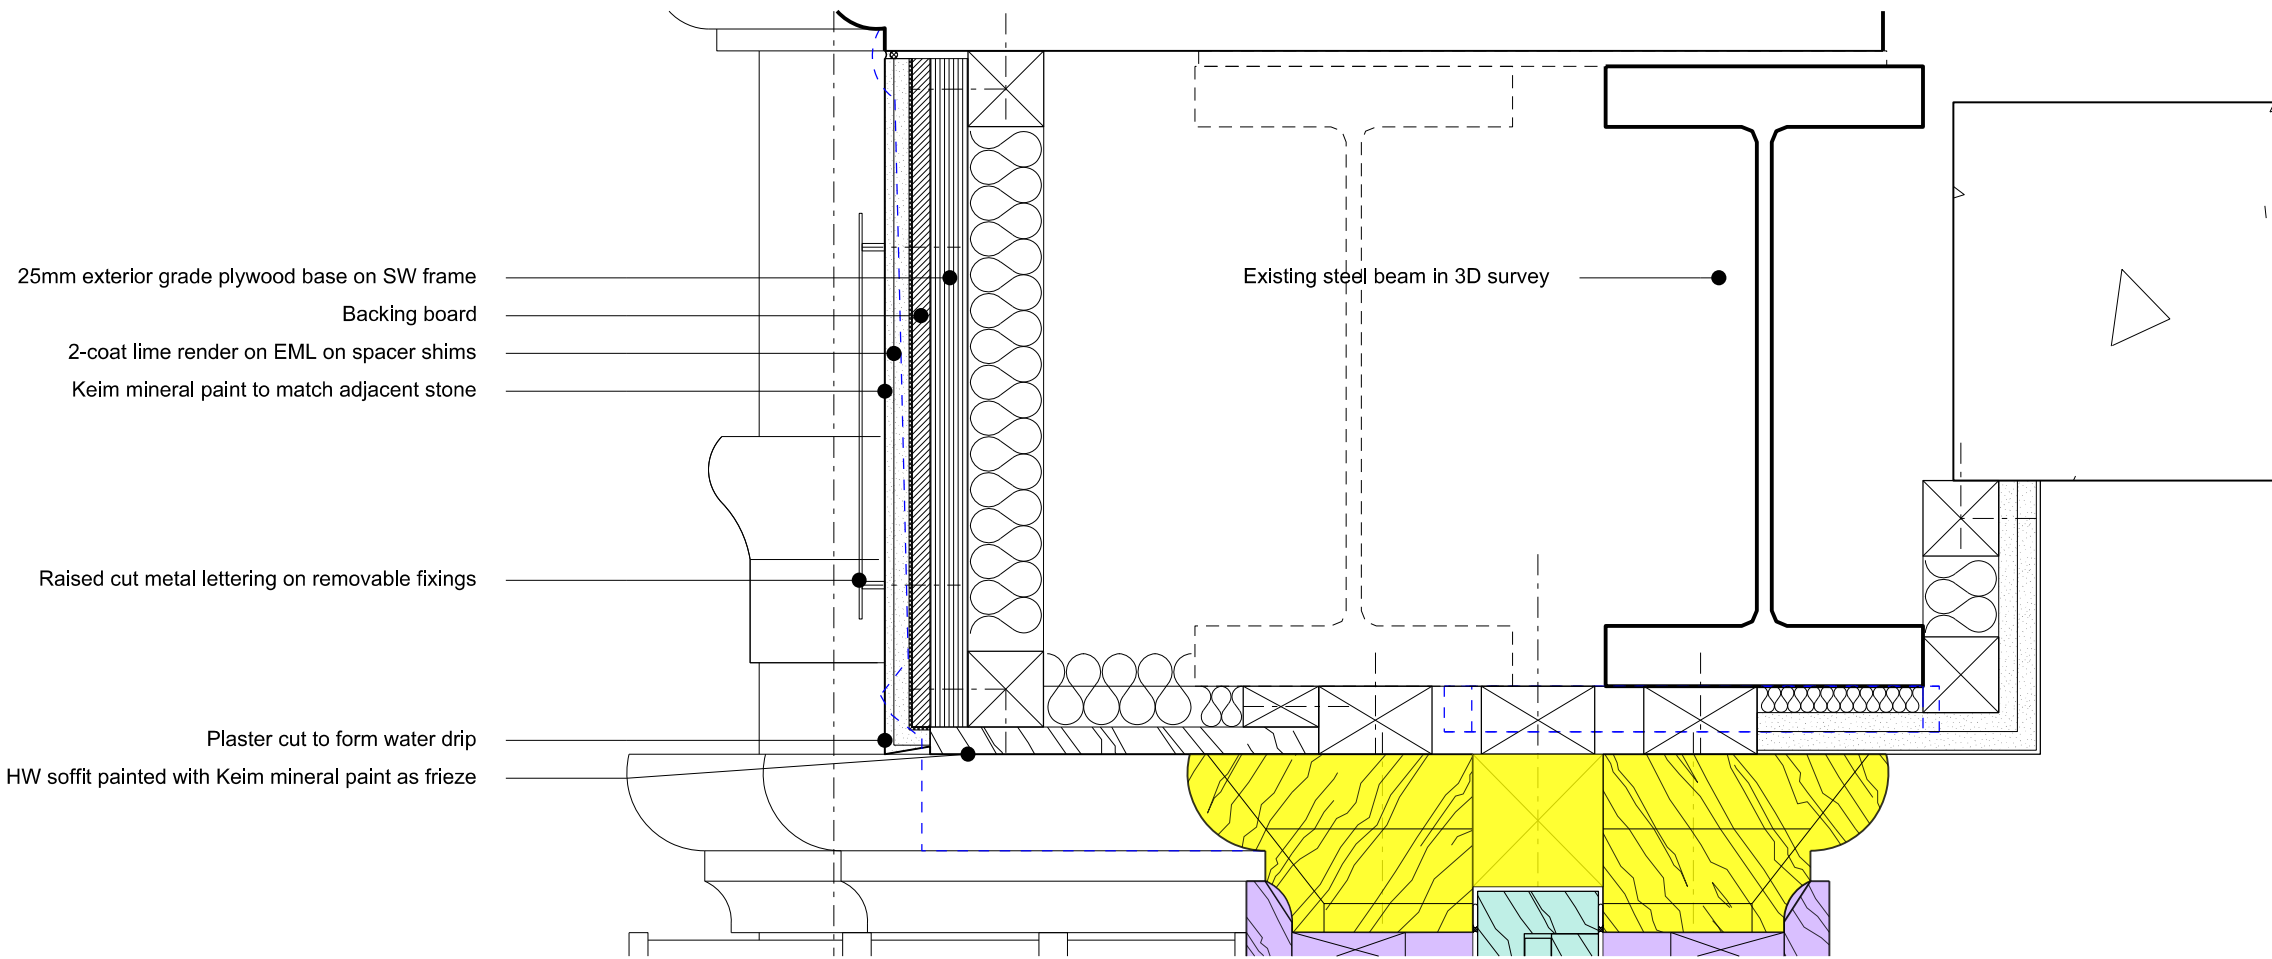 25mm exterior grade plywood base on SW frame
Existing steel beam in 3D survey
Backing board
2-coat lime render on EML on spacer shims
Keim mineral paint to match adjacent stone
Raised cut metal lettering on removable fixings
Plaster cut to form water drip
HW soffit painted with Keim mineral paint as frieze